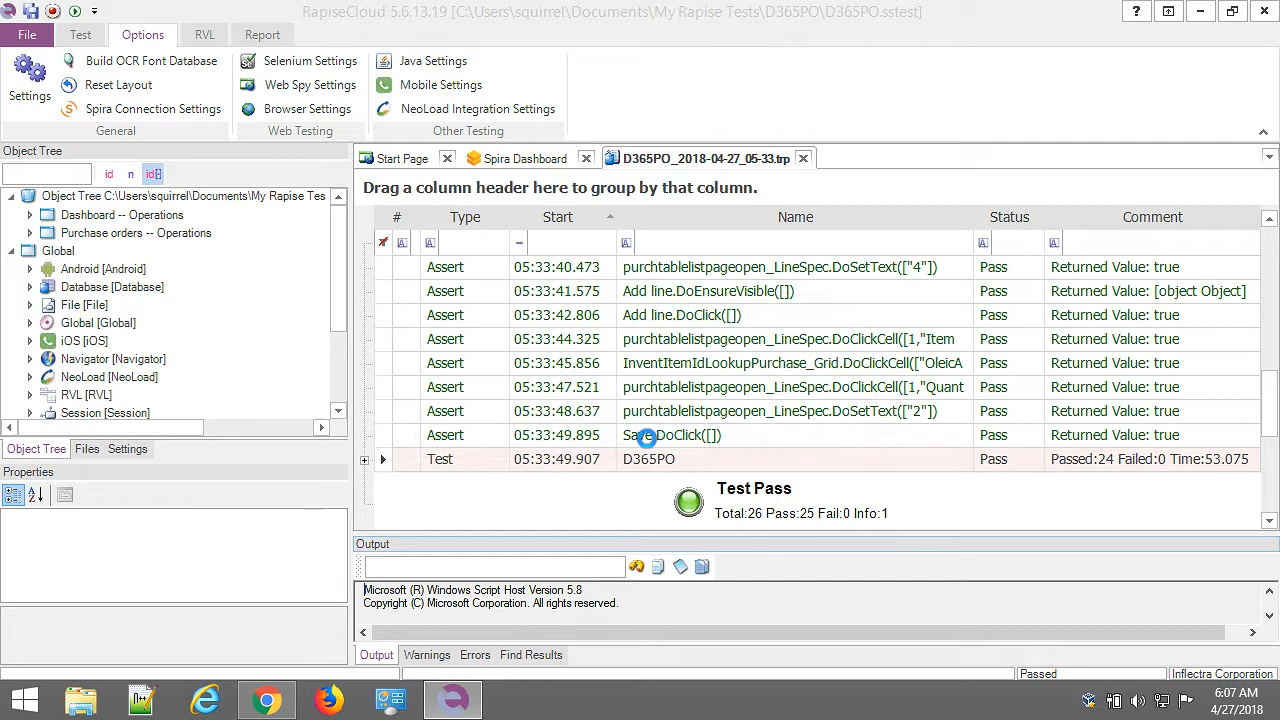 RapiseCloud 5.6.13.19 [C:\Users\squirrel\Documents\My Rapise Tests\D365PO\D365PO.sstest]
File Test Options RVL Report
Build OCR Font Database Selenium Settings Java Settings
Reset Layout Web Spy Settings Mobile Settings
Settings Spira Connection Settings Browser Settings NeoLoad Integration Settings
General Web Testing Other Testing
Object Tree
id n id[-]
Object Tree C:\Users\squirrel\Documents\My Rapise Tes
Dashboard -- Operations
Purchase orders -- Operations
Global
Android [Android]
Database [Database]
File [File]
Global [Global]
iOS [iOS]
Navigator [Navigator]
NeoLoad [NeoLoad]
RVL [RVL]
Session [Session]
Object Tree Files Settings
Properties
Start Page Spira Dashboard D365PO_2018-04-27_05-33.trp
Drag a column header here to group by that column.
# Type Start Name Status Comment
Assert 05:33:40.473 purchtablelistpageopen_LineSpec.DoSetText(["4"]) Pass Returned Value: true
Assert 05:33:41.575 Add line.DoEnsureVisible([]) Pass Returned Value: [object Object]
Assert 05:33:42.806 Add line.DoClick([]) Pass Returned Value: true
Assert 05:33:44.325 purchtablelistpageopen_LineSpec.DoClickCell([1,"Item Pass Returned Value: true
Assert 05:33:45.856 InventItemIdLookupPurchase_Grid.DoClickCell(["OleicA Pass Returned Value: true
Assert 05:33:47.521 purchtablelistpageopen_LineSpec.DoClickCell([1,"Quant Pass Returned Value: true
Assert 05:33:48.637 purchtablelistpageopen_LineSpec.DoSetText(["2"]) Pass Returned Value: true
Assert 05:33:49.895 Save.DoClick([]) Pass Returned Value: true
Test 05:33:49.907 D365PO Pass Passed:24 Failed:0 Time:53.075
Test Pass
Total:26 Pass:25 Fail:0 Info:1
Output
Microsoft (R) Windows Script Host Version 5.8
Copyright (C) Microsoft Corporation. All rights reserved.
Output Warnings Errors Find Results
Passed Inflectra Corporation
6:07 AM
4/27/2018